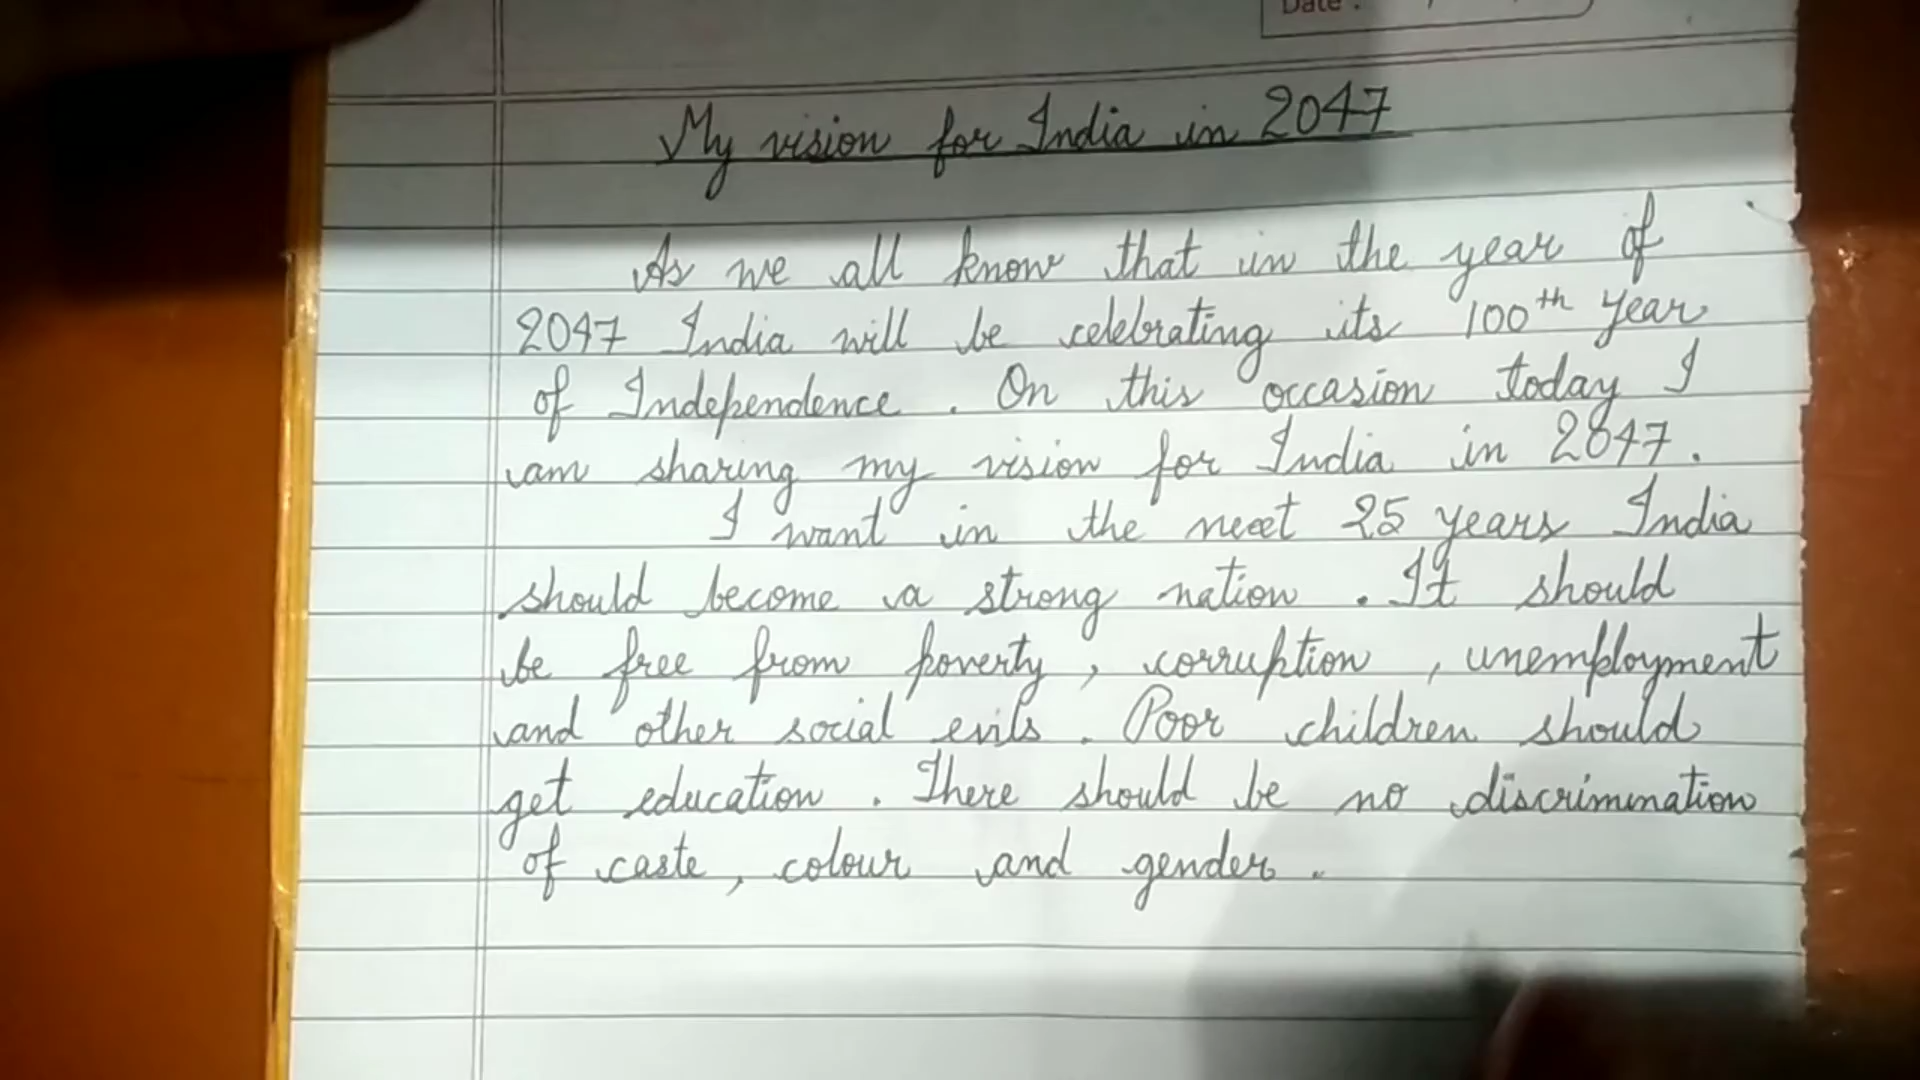 Date :
My vision for India in 2047
As we all know that in the year of
2047 India will be celebrating its 100th year
of Independence . On this occasion today I
am sharing my vision for India in 2047.
I want in the next 25 years India
should become a strong nation . It should
be free from poverty , corruption , unemployment
and other social evils . Poor children should
get education . There should be no discrimination
of caste, colour and gender .